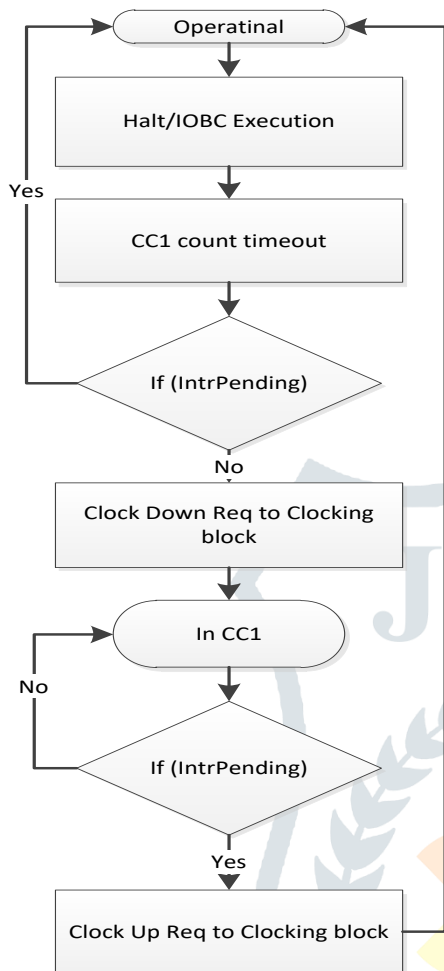 Operatinal
Halt/IOBC Execution
Yes
CC1 count timeout
If (IntrPending)
No
Clock Down Req to Clocking
block
In CC1
No
If (IntrPending)
Yes
Clock Up Req to Clocking block
J